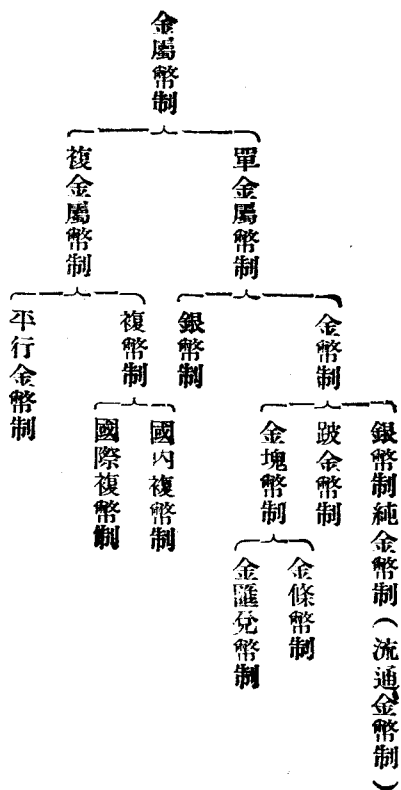 金屬幣制
單金屬幣制
複金屬幣制
金幣制
銀幣制
複幣制
平行金幣制
銀幣制純金幣制(流通金幣制)
跛金幣制
金塊幣制
國內複幣制
國際複幣制
金條幣制
金匯兌幣制